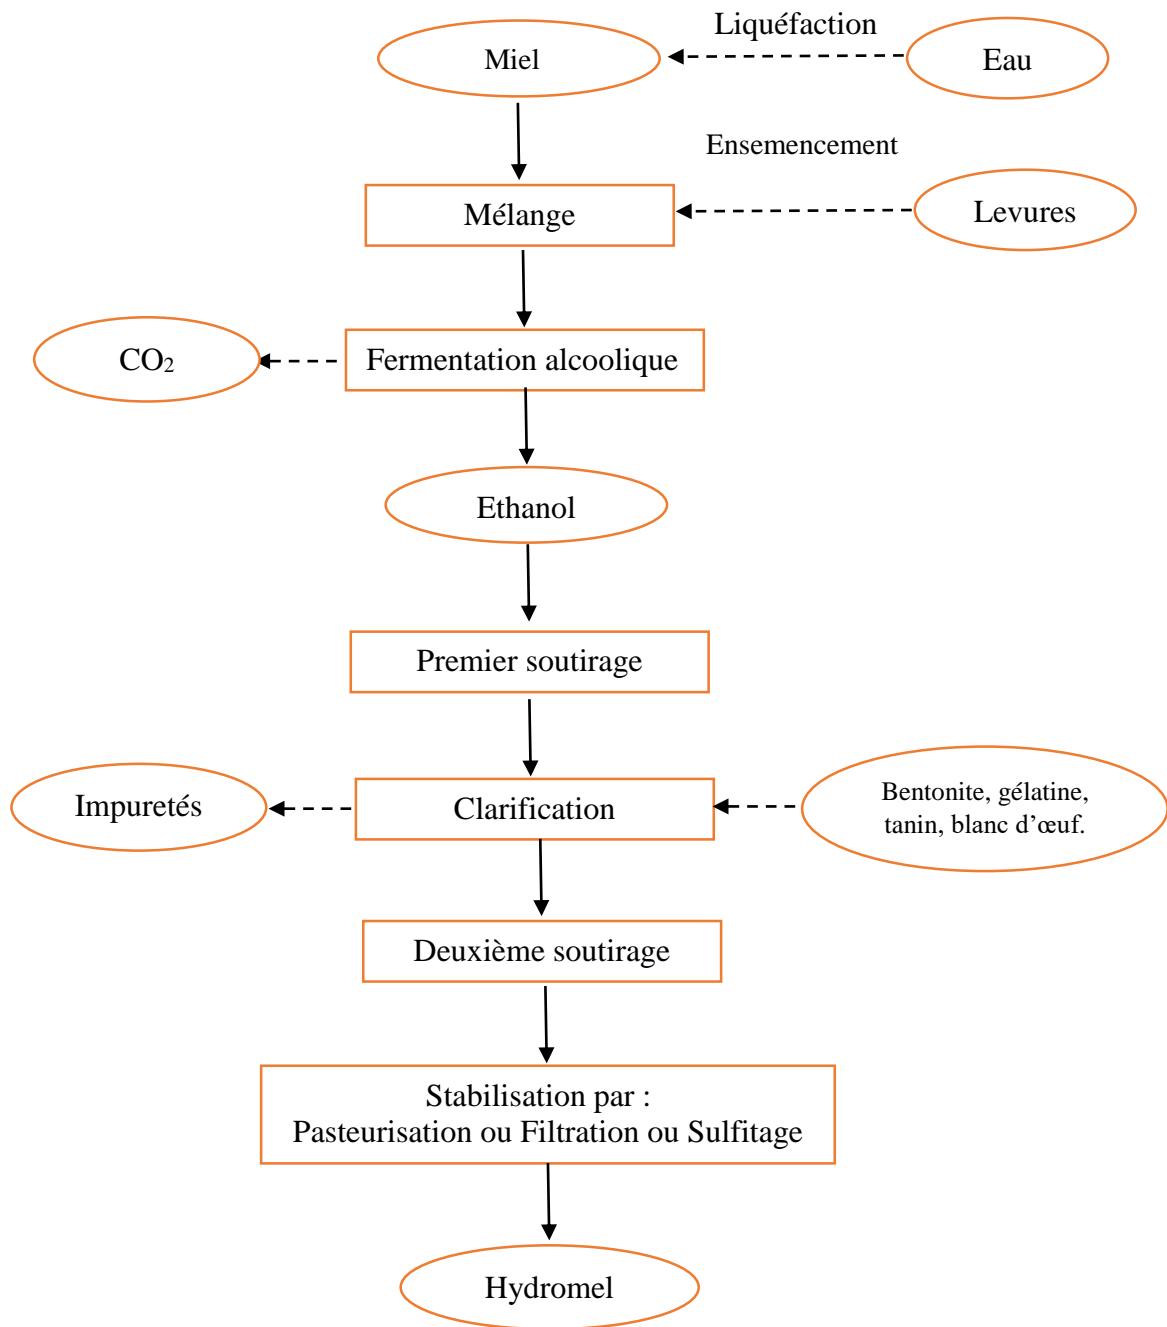 Liquéfaction
Miel
Eau
Ensemencement
Mélange
Levures
CO₂
Fermentation alcoolique
Ethanol
Premier soutirage
Impuretés
Clarification
Bentonite, gélatine,
tanin, blanc d’œuf.
Deuxième soutirage
Stabilisation par :
Pasteurisation ou Filtration ou Sulfitage
Hydromel